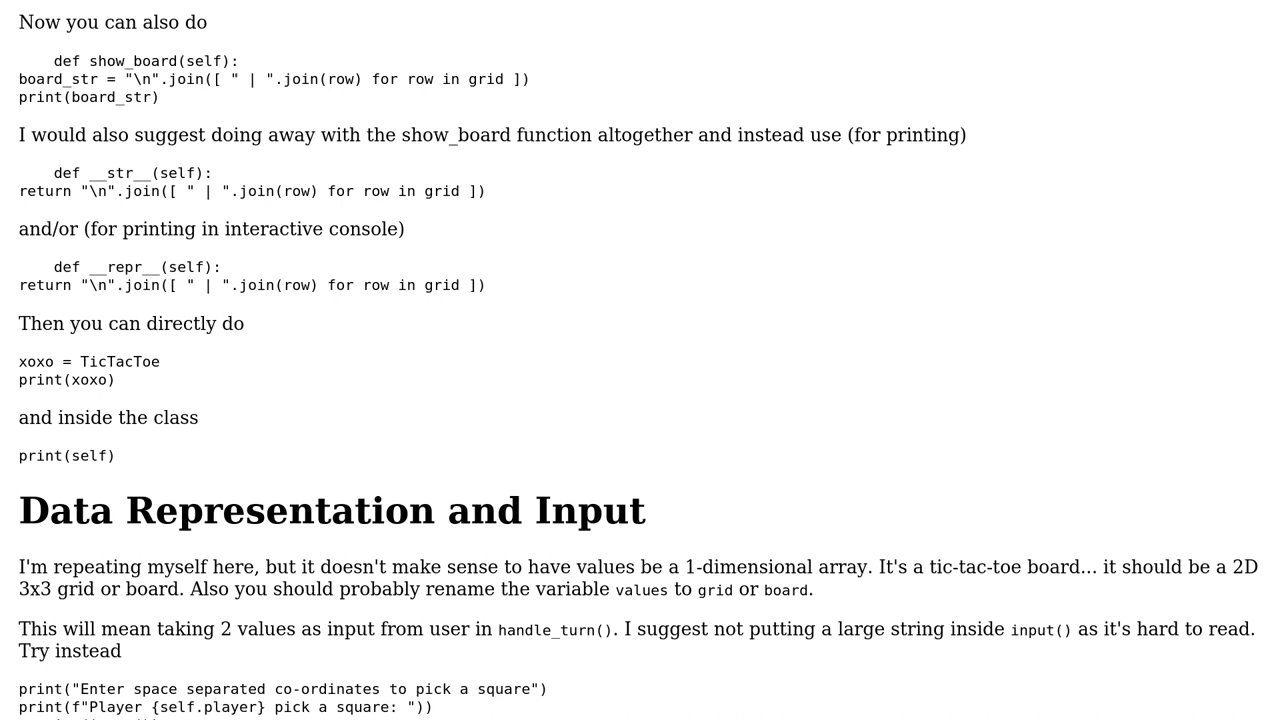 Now you can also do
    def show_board(self):
board_str = "\n".join([ " | ".join(row) for row in grid ])
print(board_str)
I would also suggest doing away with the show_board function altogether and instead use (for printing)
    def __str__(self):
return "\n".join([ " | ".join(row) for row in grid ])
and/or (for printing in interactive console)
    def __repr__(self):
return "\n".join([ " | ".join(row) for row in grid ])
Then you can directly do
xoxo = TicTacToe
print(xoxo)
and inside the class
print(self)
Data Representation and Input
I'm repeating myself here, but it doesn't make sense to have values be a 1-dimensional array. It's a tic-tac-toe board... it should be a 2D
3x3 grid or board. Also you should probably rename the variable values to grid or board.
This will mean taking 2 values as input from user in handle_turn(). I suggest not putting a large string inside input() as it's hard to read.
Try instead
print("Enter space separated co-ordinates to pick a square")
print(f"Player {self.player} pick a square: "))